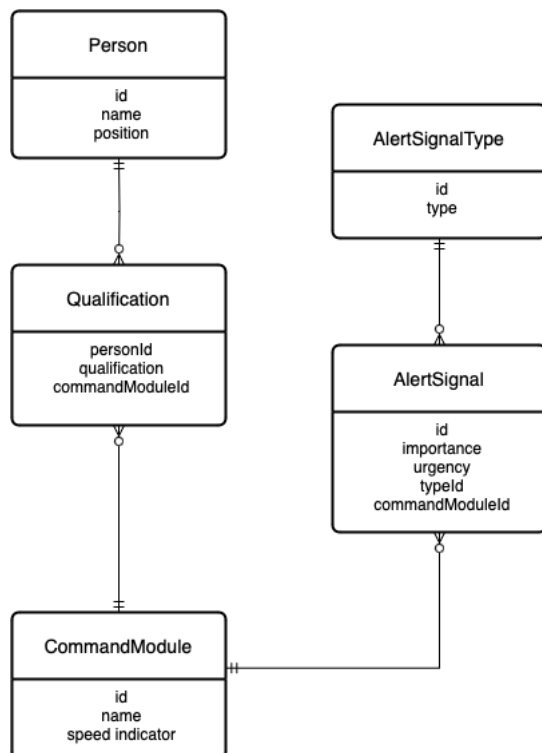 Person
id
name
position
AlertSignalType
id
type
Qualification
personId
qualification
commandModuleId
AlertSignal
id
importance
urgency
typeId
commandModuleId
CommandModule
id
name
speed indicator